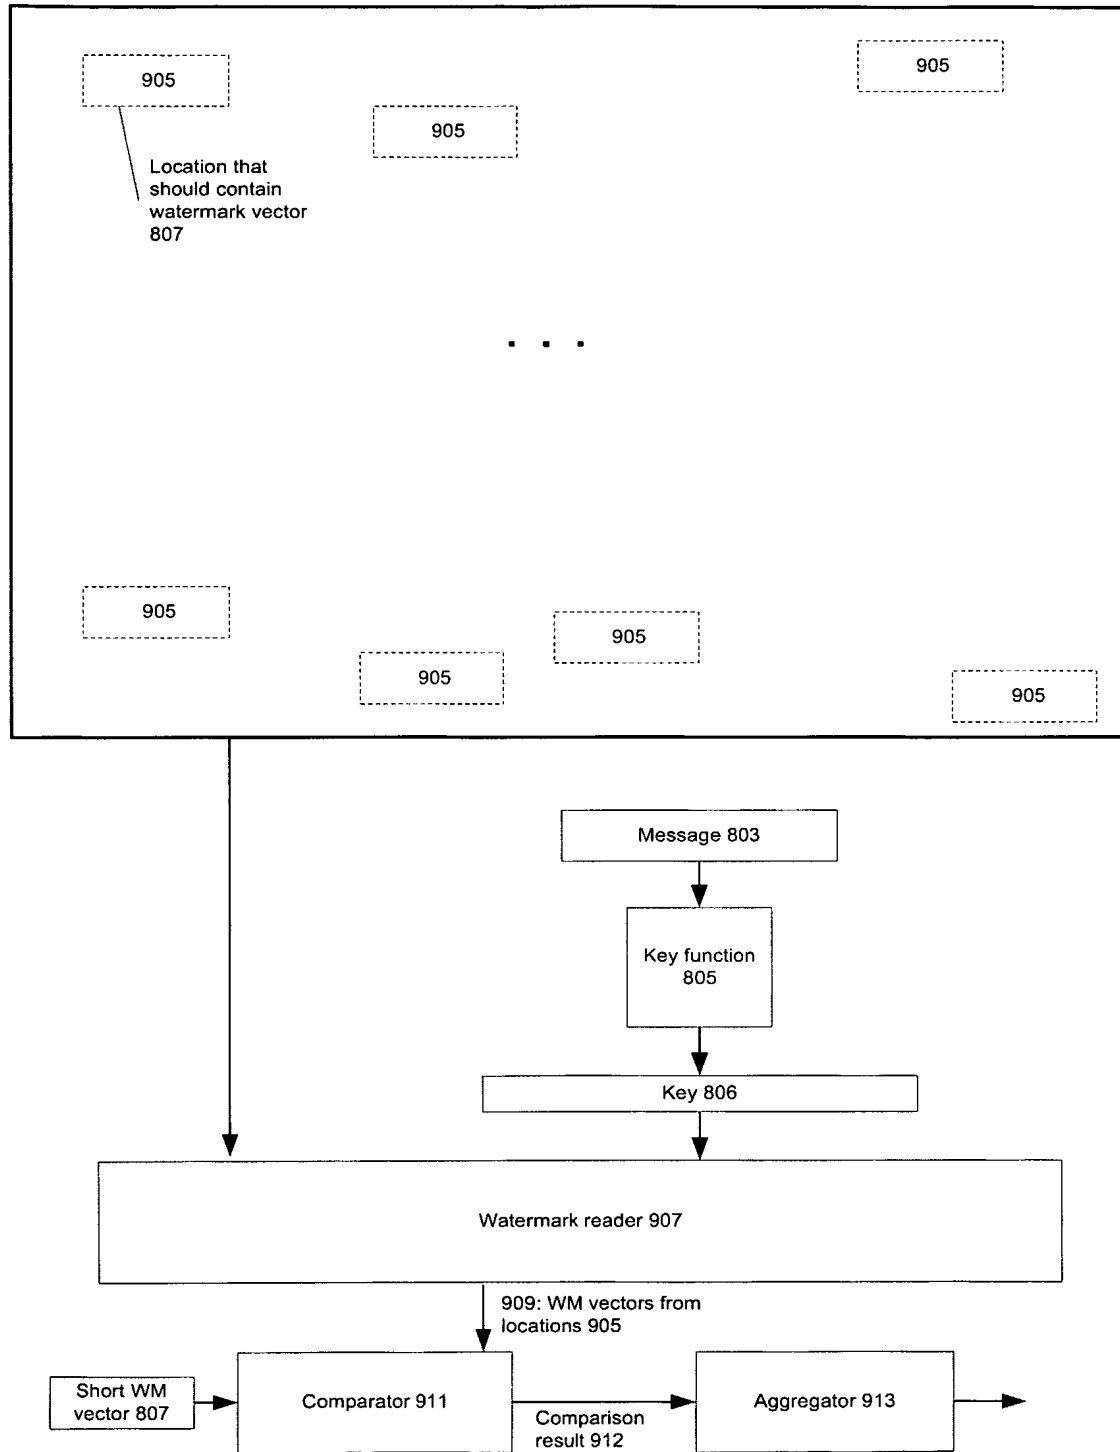 905
905
905
Location that
should contain
watermark vector
807
. . .
905
905
905
905
Message 803
Key function
805
Key 806
Watermark reader 907
909: WM vectors from
locations 905
Short WM
vector 807
Comparator 911
Comparison
result 912
Aggregator 913